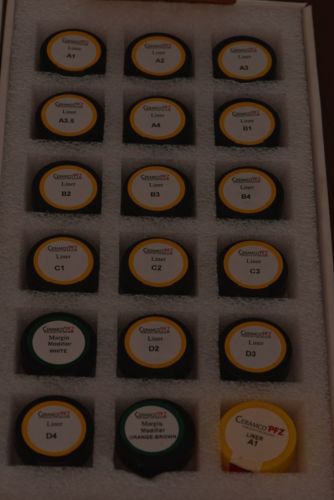 CERAMCO PFZ
Liner
A1
CERAMCO PFZ
Liner
A2
CERAMCO PFZ
Liner
A3
CERAMCO PFZ
Liner
A3.5
CERAMCO PFZ
Liner
A4
CERAMCO PFZ
Liner
B1
CERAMCO PFZ
Liner
B2
CERAMCO PFZ
Liner
B3
CERAMCO PFZ
Liner
B4
CERAMCO PFZ
Liner
C1
CERAMCO PFZ
Liner
C2
CERAMCO PFZ
Liner
C3
CERAMCO PFZ
Margin
Modifier
WHITE
CERAMCO PFZ
Liner
D2
CERAMCO PFZ
Liner
D3
CERAMCO PFZ
Liner
D4
CERAMCO PFZ
Margin
Modifier
ORANGE-BROWN
CERAMCO PFZ
LINER
A1